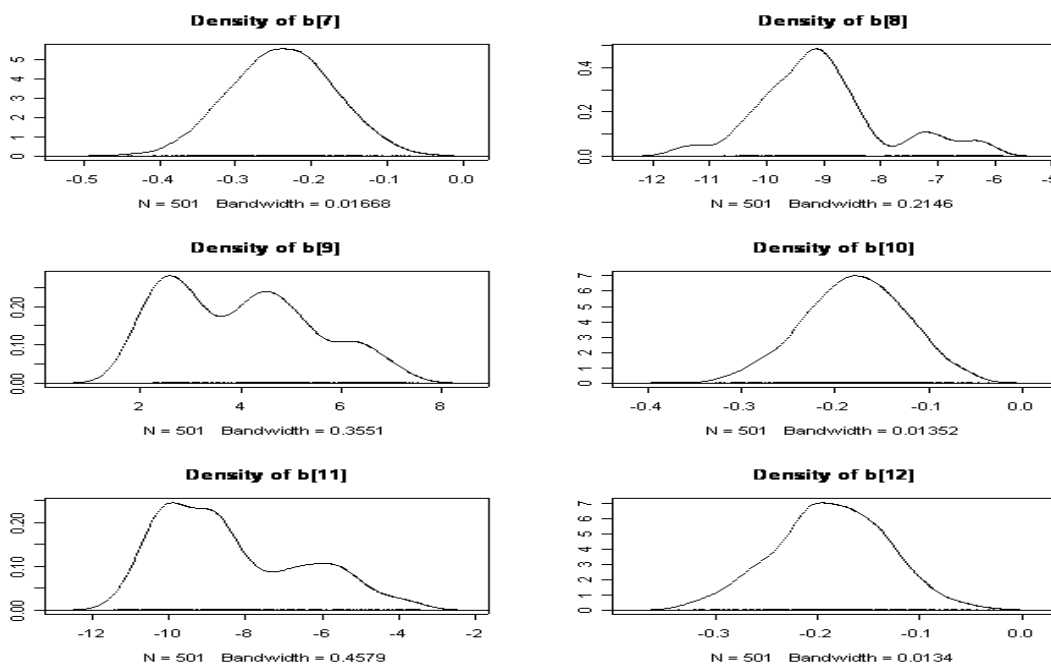 Density of b[7]
0 1 2 3 4 5
-0.5 -0.4 -0.3 -0.2 -0.1 0.0
N = 501 Bandwidth = 0.01668
Density of b[8]
0.0 0.2 0.4
-12 -11 -10 -9 -8 -7 -6 -5
N = 501 Bandwidth = 0.2146
Density of b[9]
0.00 0.10 0.20
2 4 6 8
N = 501 Bandwidth = 0.3551
Density of b[10]
0 1 2 3 4 5 6 7
-0.4 -0.3 -0.2 -0.1 0.0
N = 501 Bandwidth = 0.01352
Density of b[11]
0.00 0.10 0.20
-12 -10 -8 -6 -4 -2
N = 501 Bandwidth = 0.4579
Density of b[12]
0 1 2 3 4 5 6 7
-0.3 -0.2 -0.1 0.0
N = 501 Bandwidth = 0.0134